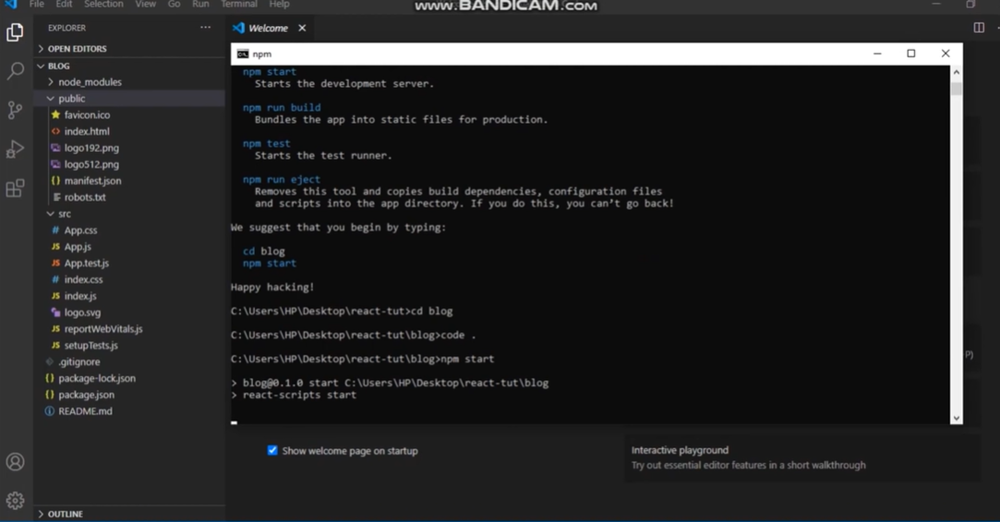 File Edit Selection View Go Run Terminal Help
www.BANDICAM.com
EXPLORER
OPEN EDITORS
BLOG
node_modules
public
favicon.ico
index.html
logo192.png
logo512.png
manifest.json
robots.txt
src
App.css
App.js
App.test.js
index.css
index.js
logo.svg
reportWebVitals.js
setupTests.js
.gitignore
package-lock.json
package.json
README.md
OUTLINE
Welcome
npm
npm start
Starts the development server.
npm run build
Bundles the app into static files for production.
npm test
Starts the test runner.
npm run eject
Removes this tool and copies build dependencies, configuration files
and scripts into the app directory. If you do this, you can’t go back!
We suggest that you begin by typing:
cd blog
npm start
Happy hacking!
C:\Users\HP\Desktop\react-tut>cd blog
C:\Users\HP\Desktop\react-tut\blog>code .
C:\Users\HP\Desktop\react-tut\blog>npm start
> blog@0.1.0 start C:\Users\HP\Desktop\react-tut\blog
> react-scripts start
P)
Show welcome page on startup
Interactive playground
Try out essential editor features in a short walkthrough